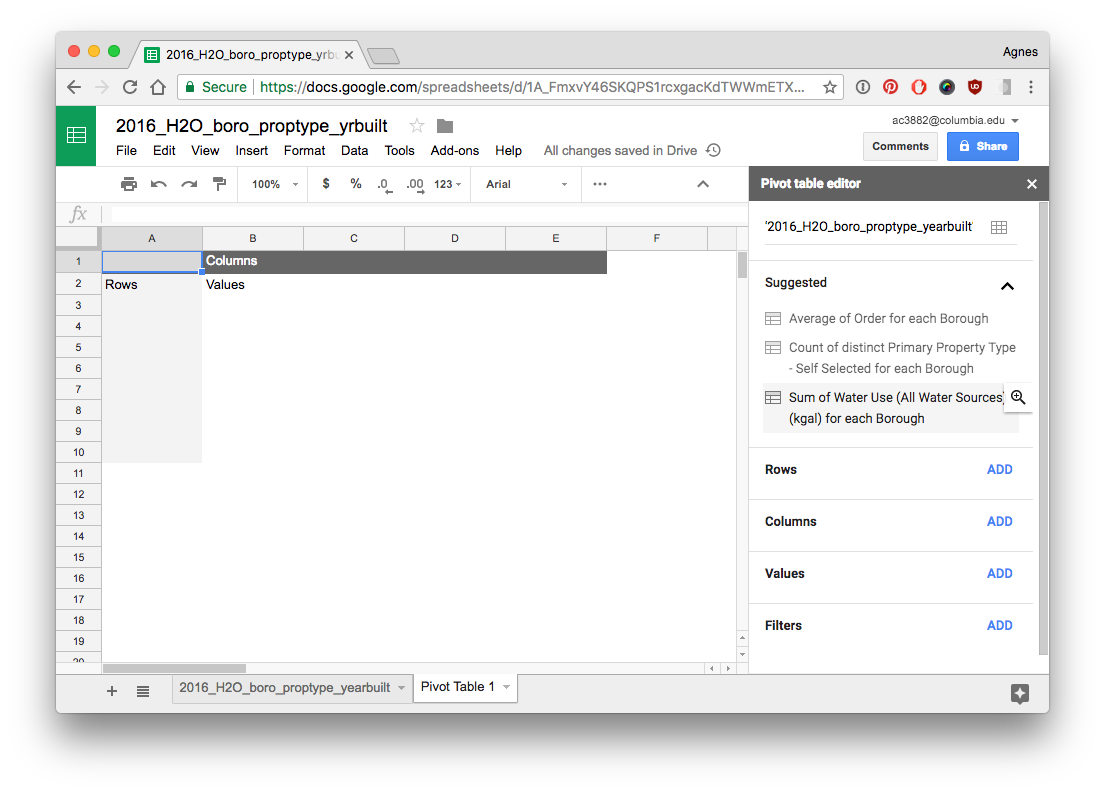 2016_H2O_boro_proptype_yrbu
Agnes
Secure https://docs.google.com/spreadsheets/d/1A_FmxvY46SKQPS1rcxgacKdTWWmETX...
2016_H2O_boro_proptype_yrbuilt
ac3882@columbia.edu
File Edit View Insert Format Data Tools Add-ons Help All changes saved in Drive
Comments
Share
100% $ % .0 .00 123 Arial
Pivot table editor
fx
'2016_H2O_boro_proptype_yearbuilt'
A B C D E F
1 Columns
2 Rows Values
3
4
5
6
7
8
9
10
11
12
13
14
15
16
17
18
19
20
Suggested
Average of Order for each Borough
Count of distinct Primary Property Type
- Self Selected for each Borough
Sum of Water Use (All Water Sources)
(kgal) for each Borough
Rows ADD
Columns ADD
Values ADD
Filters ADD
2016_H2O_boro_proptype_yearbuilt
Pivot Table 1